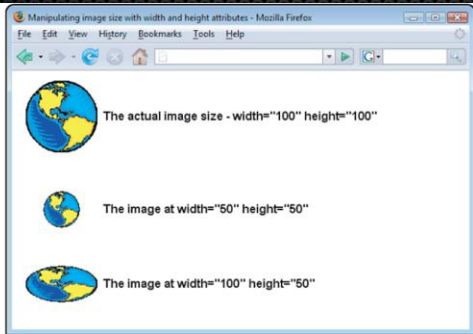 Manipulating image size with width and height attributes - Mozilla Firefox
File Edit View History Bookmarks Tools Help
G
The actual image size - width="100" height="100"
The image at width="50" height="50"
The image at width="100" height="50"